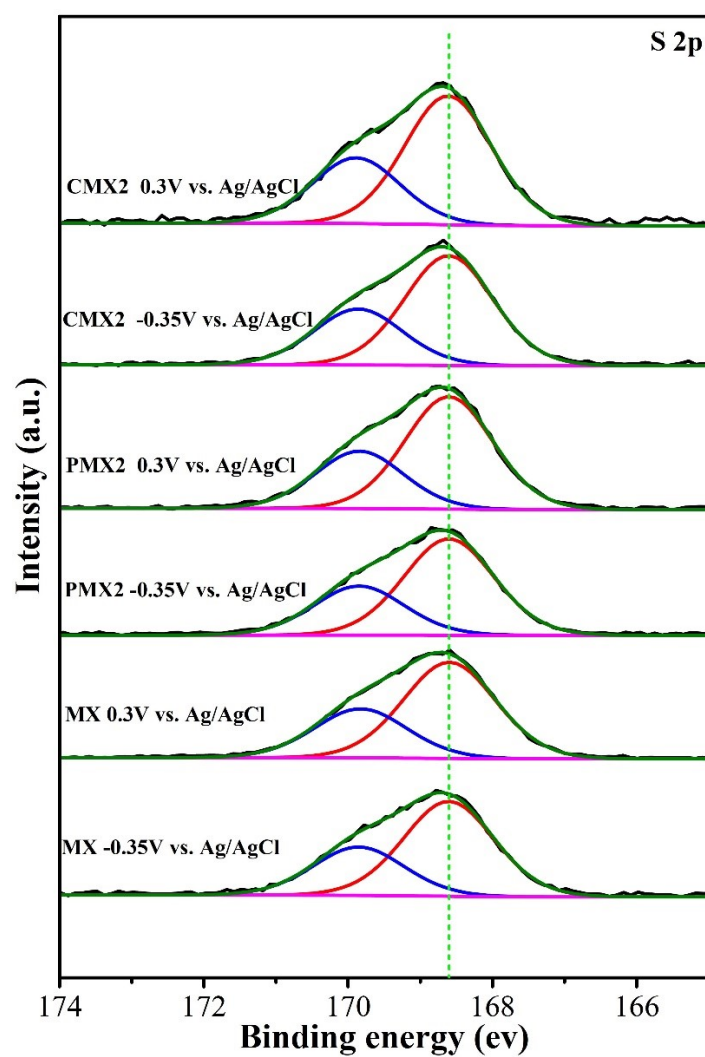 S 2p
CMX2 0.3V vs. Ag/AgCl
CMX2 -0.35V vs. Ag/AgCl
PMX2 0.3V vs. Ag/AgCl
PMX2 -0.35V vs. Ag/AgCl
MX 0.3V vs. Ag/AgCl
MX -0.35V vs. Ag/AgCl
Intensity (a.u.)
174 172 170 168 166
Binding energy (ev)